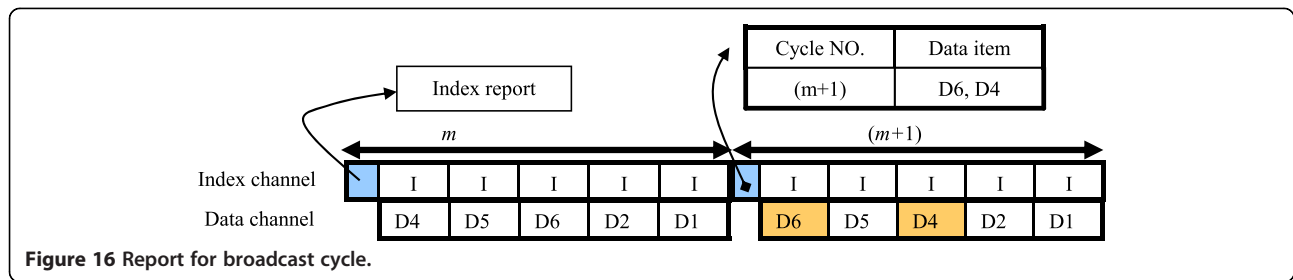 Cycle NO. Data item
(m+1) D6, D4
Index report
m (m+1)
Index channel I I I I I I I I I I
Data channel D4 D5 D6 D2 D1 D6 D5 D4 D2 D1
Figure 16 Report for broadcast cycle.